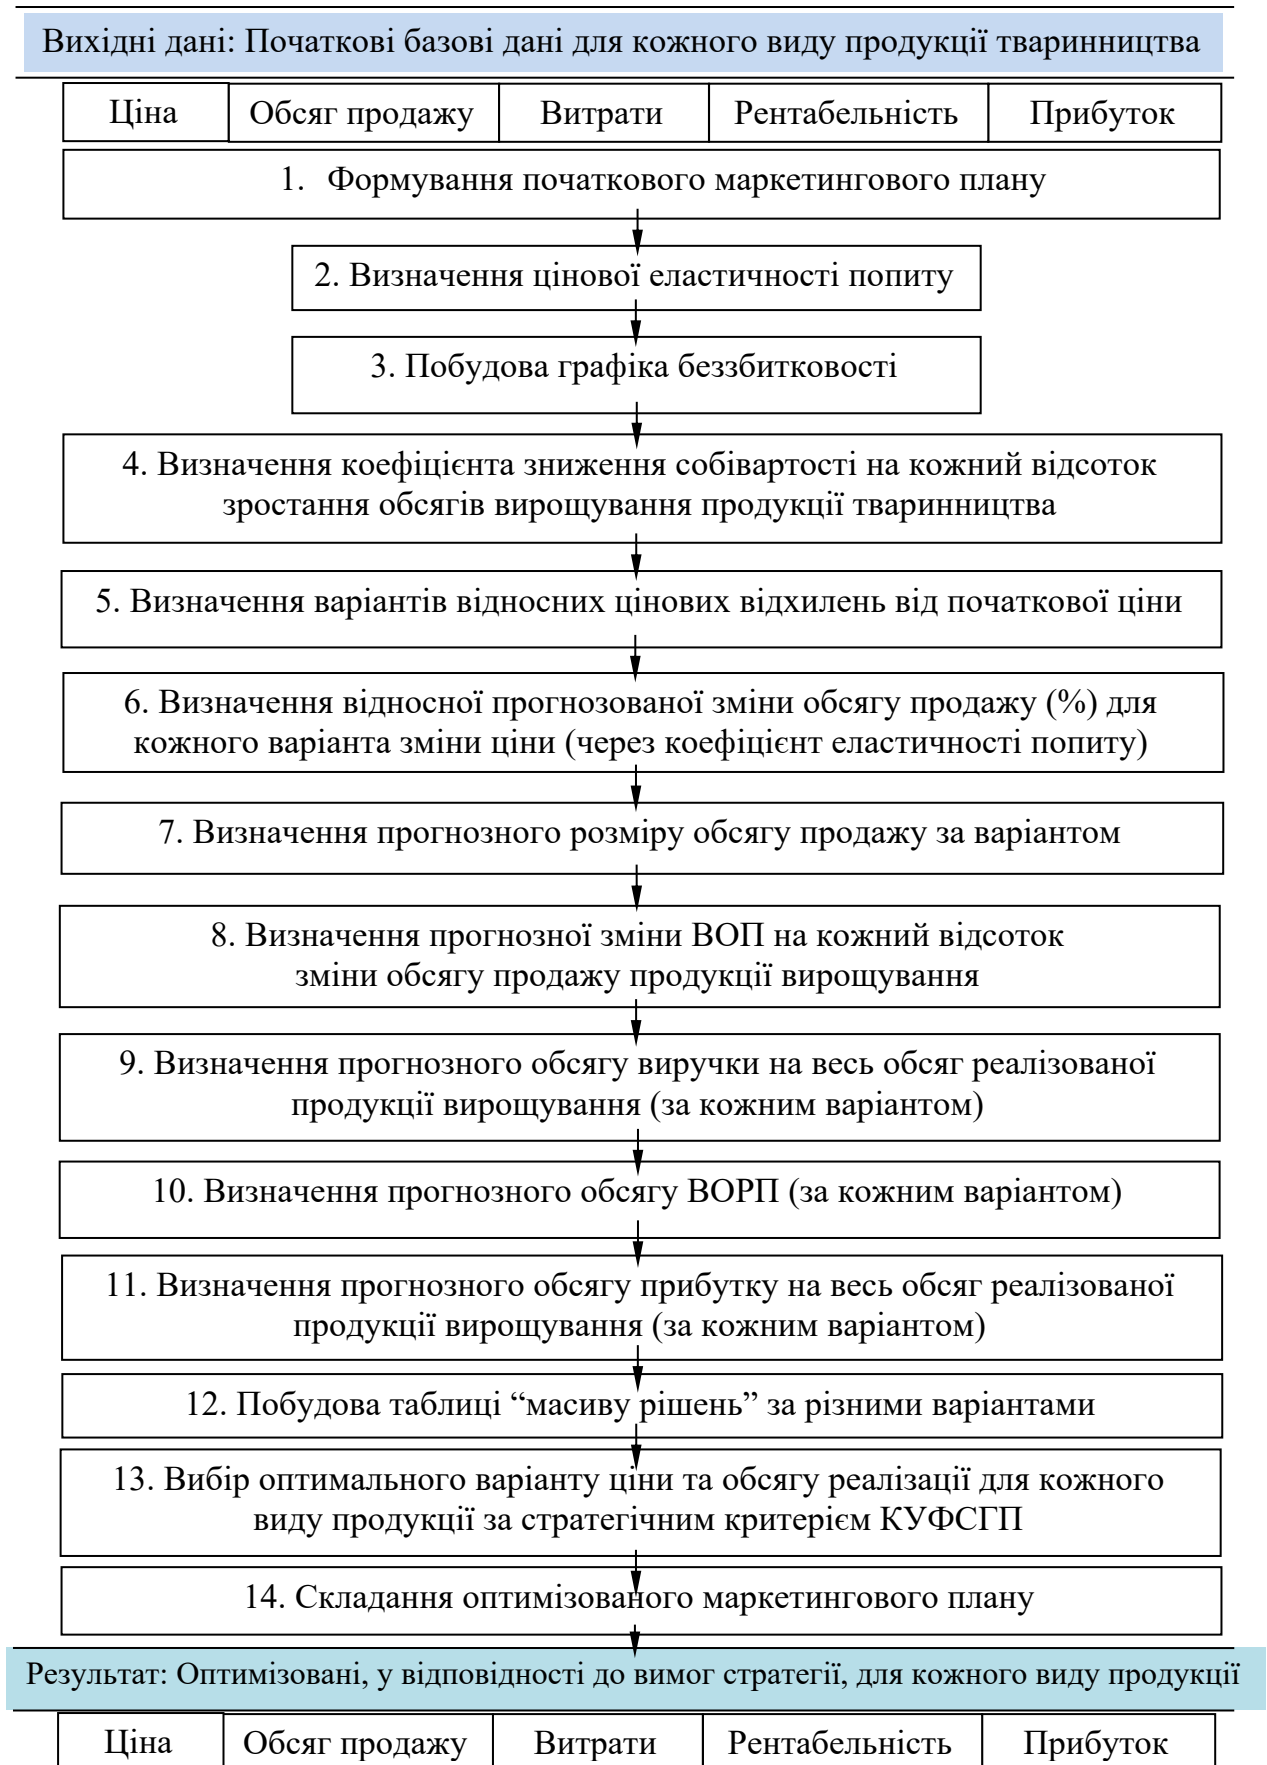 Вихідні дані: Початкові базові дані для кожного виду продукції тваринництва
Ціна Обсяг продажу Витрати Рентабельність Прибуток
1. Формування початкового маркетингового плану
2. Визначення цінової еластичності попиту
3. Побудова графіка беззбитковості
4. Визначення коефіцієнта зниження собівартості на кожний відсоток
зростання обсягів вирощування продукції тваринництва
5. Визначення варіантів відносних цінових відхилень від початкової ціни
6. Визначення відносної прогнозованої зміни обсягу продажу (%) для
кожного варіанта зміни ціни (через коефіцієнт еластичності попиту)
7. Визначення прогнозного розміру обсягу продажу за варіантом
8. Визначення прогнозної зміни ВОП на кожний відсоток
зміни обсягу продажу продукції вирощування
9. Визначення прогнозного обсягу виручки на весь обсяг реалізованої
продукції вирощування (за кожним варіантом)
10. Визначення прогнозного обсягу ВОРП (за кожним варіантом)
11. Визначення прогнозного обсягу прибутку на весь обсяг реалізованої
продукції вирощування (за кожним варіантом)
12. Побудова таблиці “масиву рішень” за різними варіантами
13. Вибір оптимального варіанту ціни та обсягу реалізації для кожного
виду продукції за стратегічним критерієм КУФСГП
14. Складання оптимізованого маркетингового плану
Результат: Оптимізовані, у відповідності до вимог стратегії, для кожного виду продукції
Ціна Обсяг продажу Витрати Рентабельність Прибуток